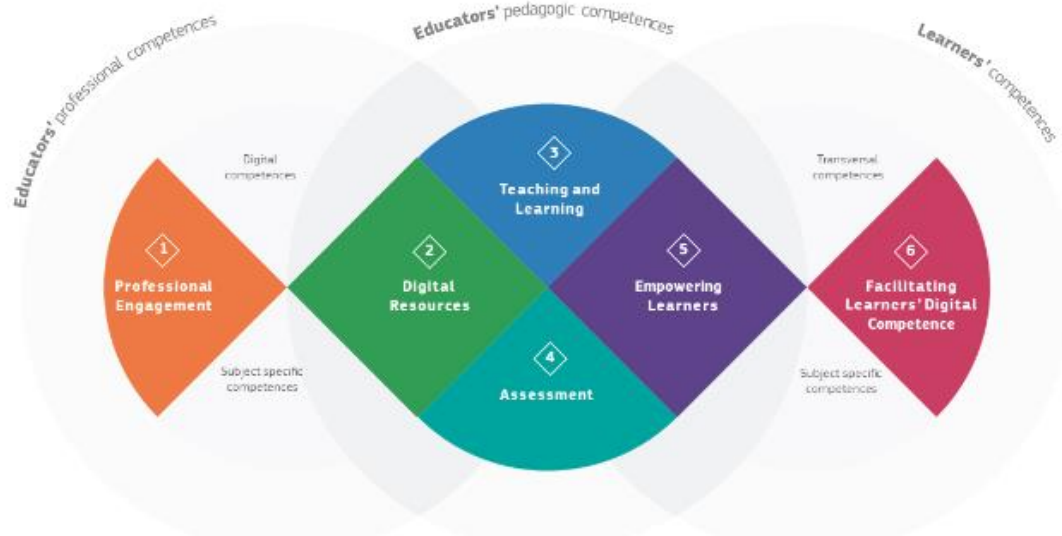 Educators' professional competences
Educators' pedagogic competences
Learners' competences
Digital
competences
Transversal
competences
3
Teaching and
Learning
1
Professional
Engagement
2
Digital
Resources
5
Empowering
Learners
6
Facilitating
Learners' Digital
Competence
4
Assessment
Subject specific
competences
Subject specific
competences